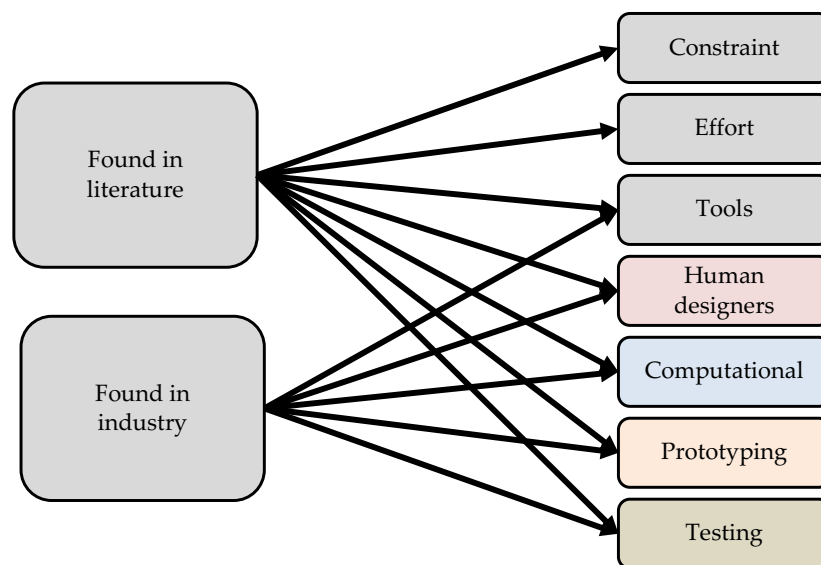 Found in
literature
Found in
industry
Constraint
Effort
Tools
Human
designers
Computational
Prototyping
Testing